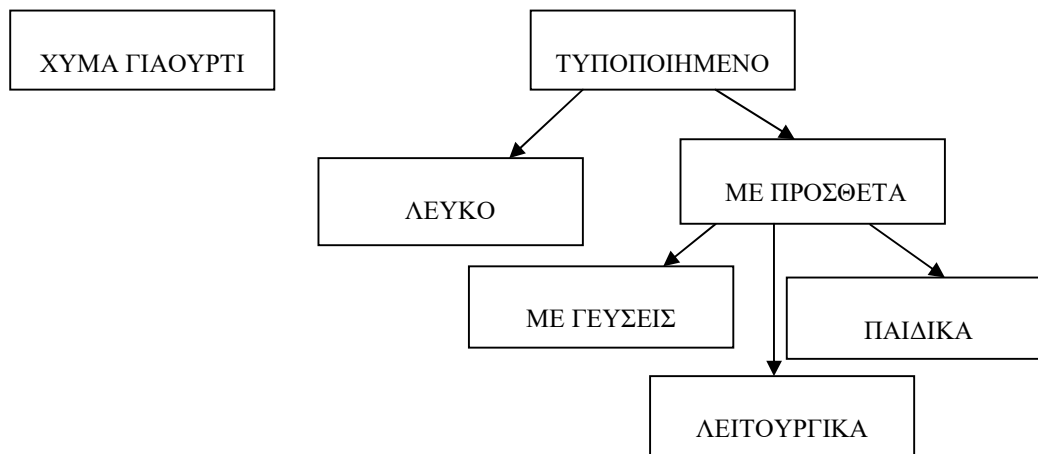 ΧΥΜΑ ΓΙΑΟΥΡΤΙ
ΤΥΠΟΠΟΙΗΜΕΝΟ
ΛΕΥΚΟ
ΜΕ ΠΡΟΣΘΕΤΑ
ΜΕ ΓΕΥΣΕΙΣ
ΠΑΙΔΙΚΑ
ΛΕΙΤΟΥΡΓΙΚΑ